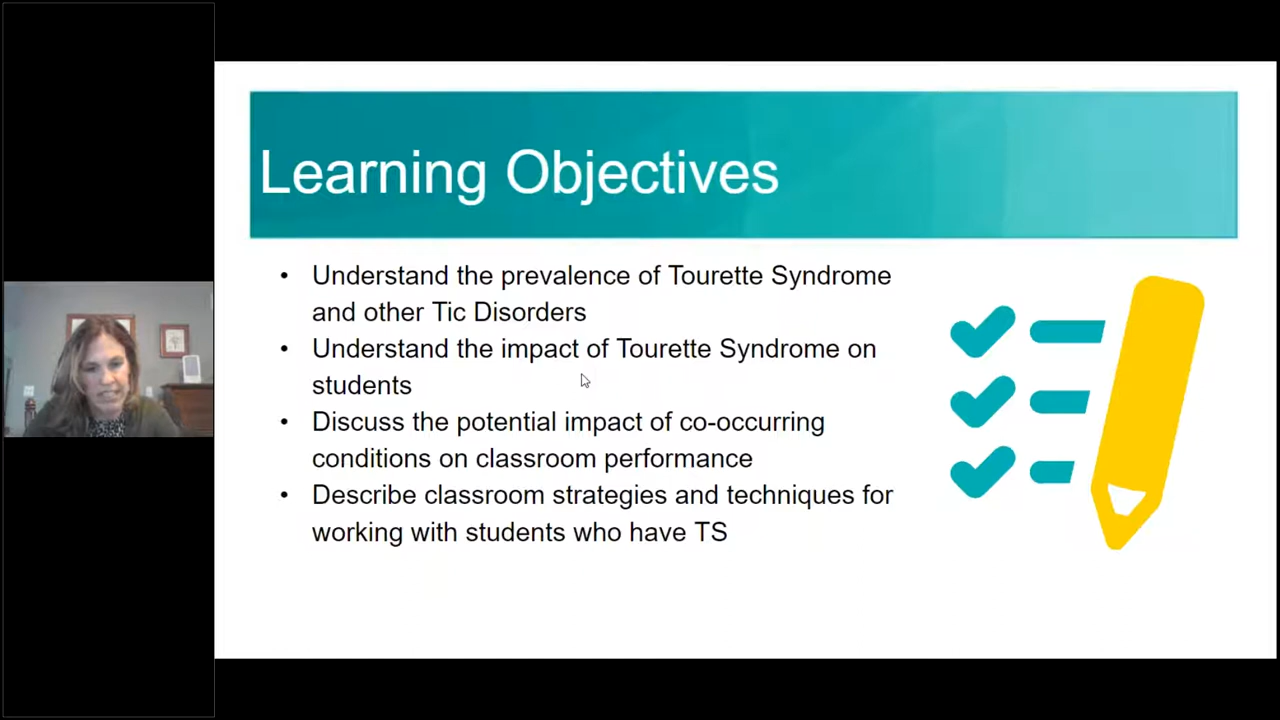 Learning Objectives
• Understand the prevalence of Tourette Syndrome
and other Tic Disorders
• Understand the impact of Tourette Syndrome on
students
• Discuss the potential impact of co-occurring
conditions on classroom performance
• Describe classroom strategies and techniques for
working with students who have TS